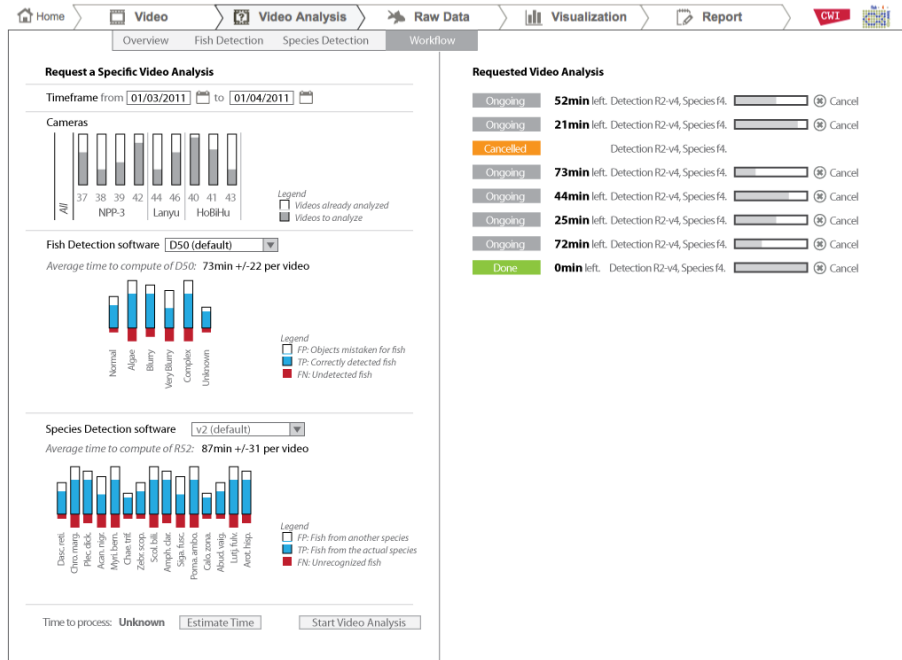 Home Video Video Analysis Raw Data Visualization Report CWI
Overview Fish Detection Species Detection Workflow
Request a Specific Video Analysis
Timeframe from 01/03/2011 to 01/04/2011
Cameras
37 38 39 42 44 46 40 41 43
All
NPP-3 Lanyu HoBiHu
Legend
Videos already analyzed
Videos to analyze
Fish Detection software D50 (default)
Average time to compute of D50: 73min +/-22 per video
Normal
Algae
Blurry
Very Blurry
Complex
Unknown
Legend
FP: Objects mistaken for fish
TP: Correctly detected fish
FN: Undetected fish
Species Detection software v2 (default)
Average time to compute of R52: 87min +/-31 per video
Dasc. reti.
Chro. marg.
Plec. dick.
Acan. nigr.
Myri. bern.
Chae. trif.
Zebr. scop.
Scol. bili.
Amph. clar.
Siga. fusc.
Poma. ambo.
Calo. zona.
Abud. vaig.
Lutj. fulv.
Arot. hisp.
Legend
FP: Fish from another species
TP: Fish from the actual species
FN: Unrecognized fish
Time to process: Unknown Estimate Time Start Video Analysis
Requested Video Analysis
Ongoing 52min left. Detection R2-v4, Species f4. Cancel
Ongoing 21min left. Detection R2-v4, Species f4. Cancel
Cancelled Detection R2-v4, Species f4.
Ongoing 73min left. Detection R2-v4, Species f4. Cancel
Ongoing 44min left. Detection R2-v4, Species f4. Cancel
Ongoing 25min left. Detection R2-v4, Species f4. Cancel
Ongoing 72min left. Detection R2-v4, Species f4. Cancel
Done 0min left. Detection R2-v4, Species f4. Cancel